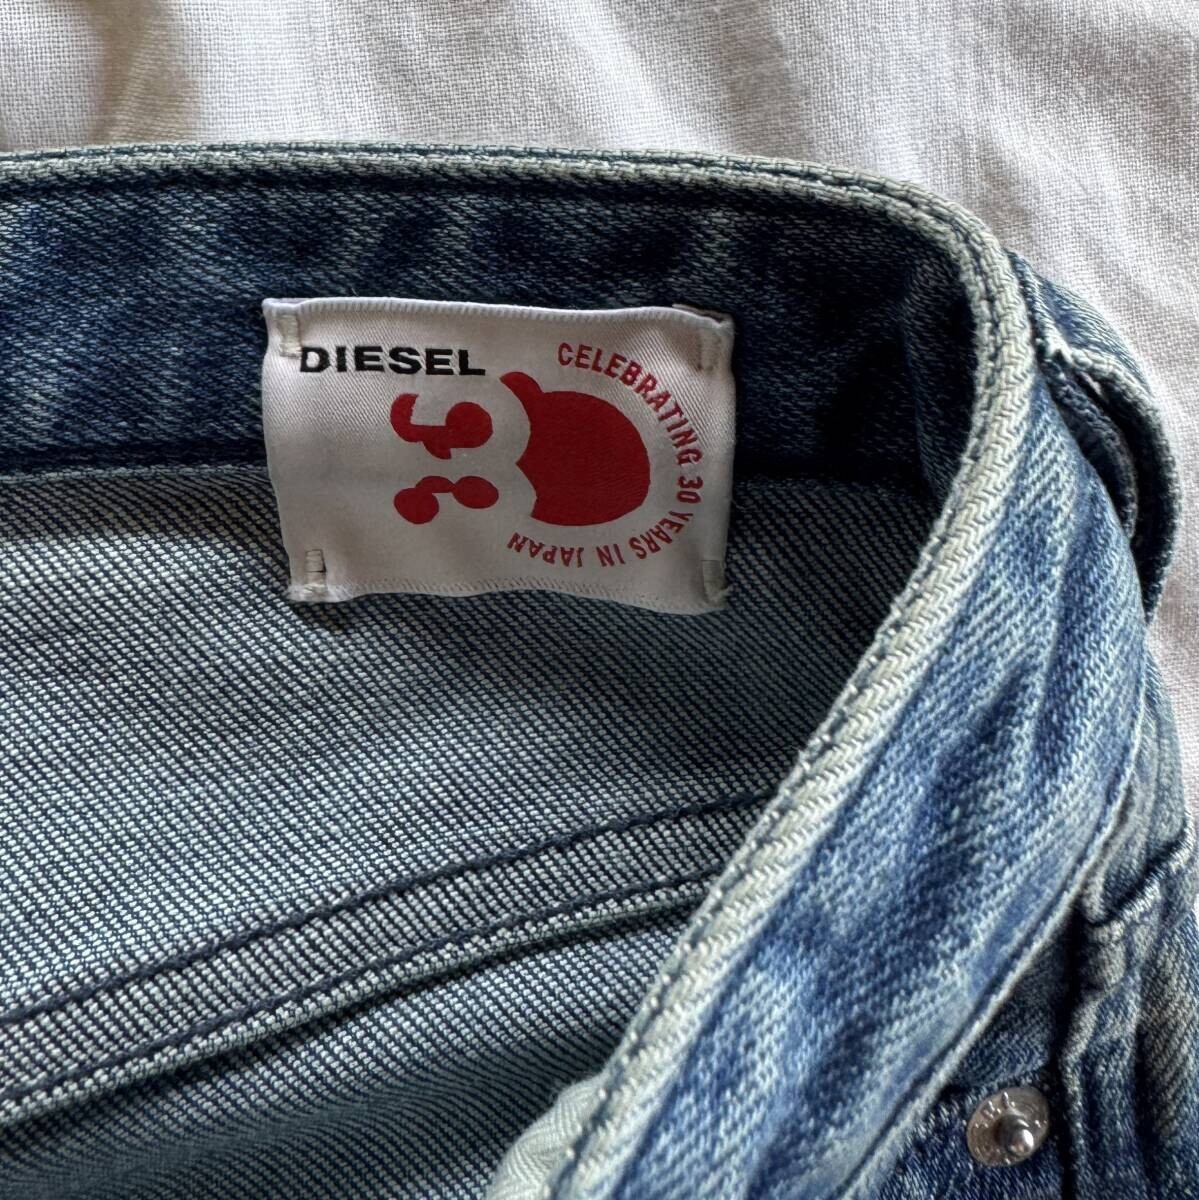 DIESEL
CELEBRATING 30 YEARS IN JAPAN